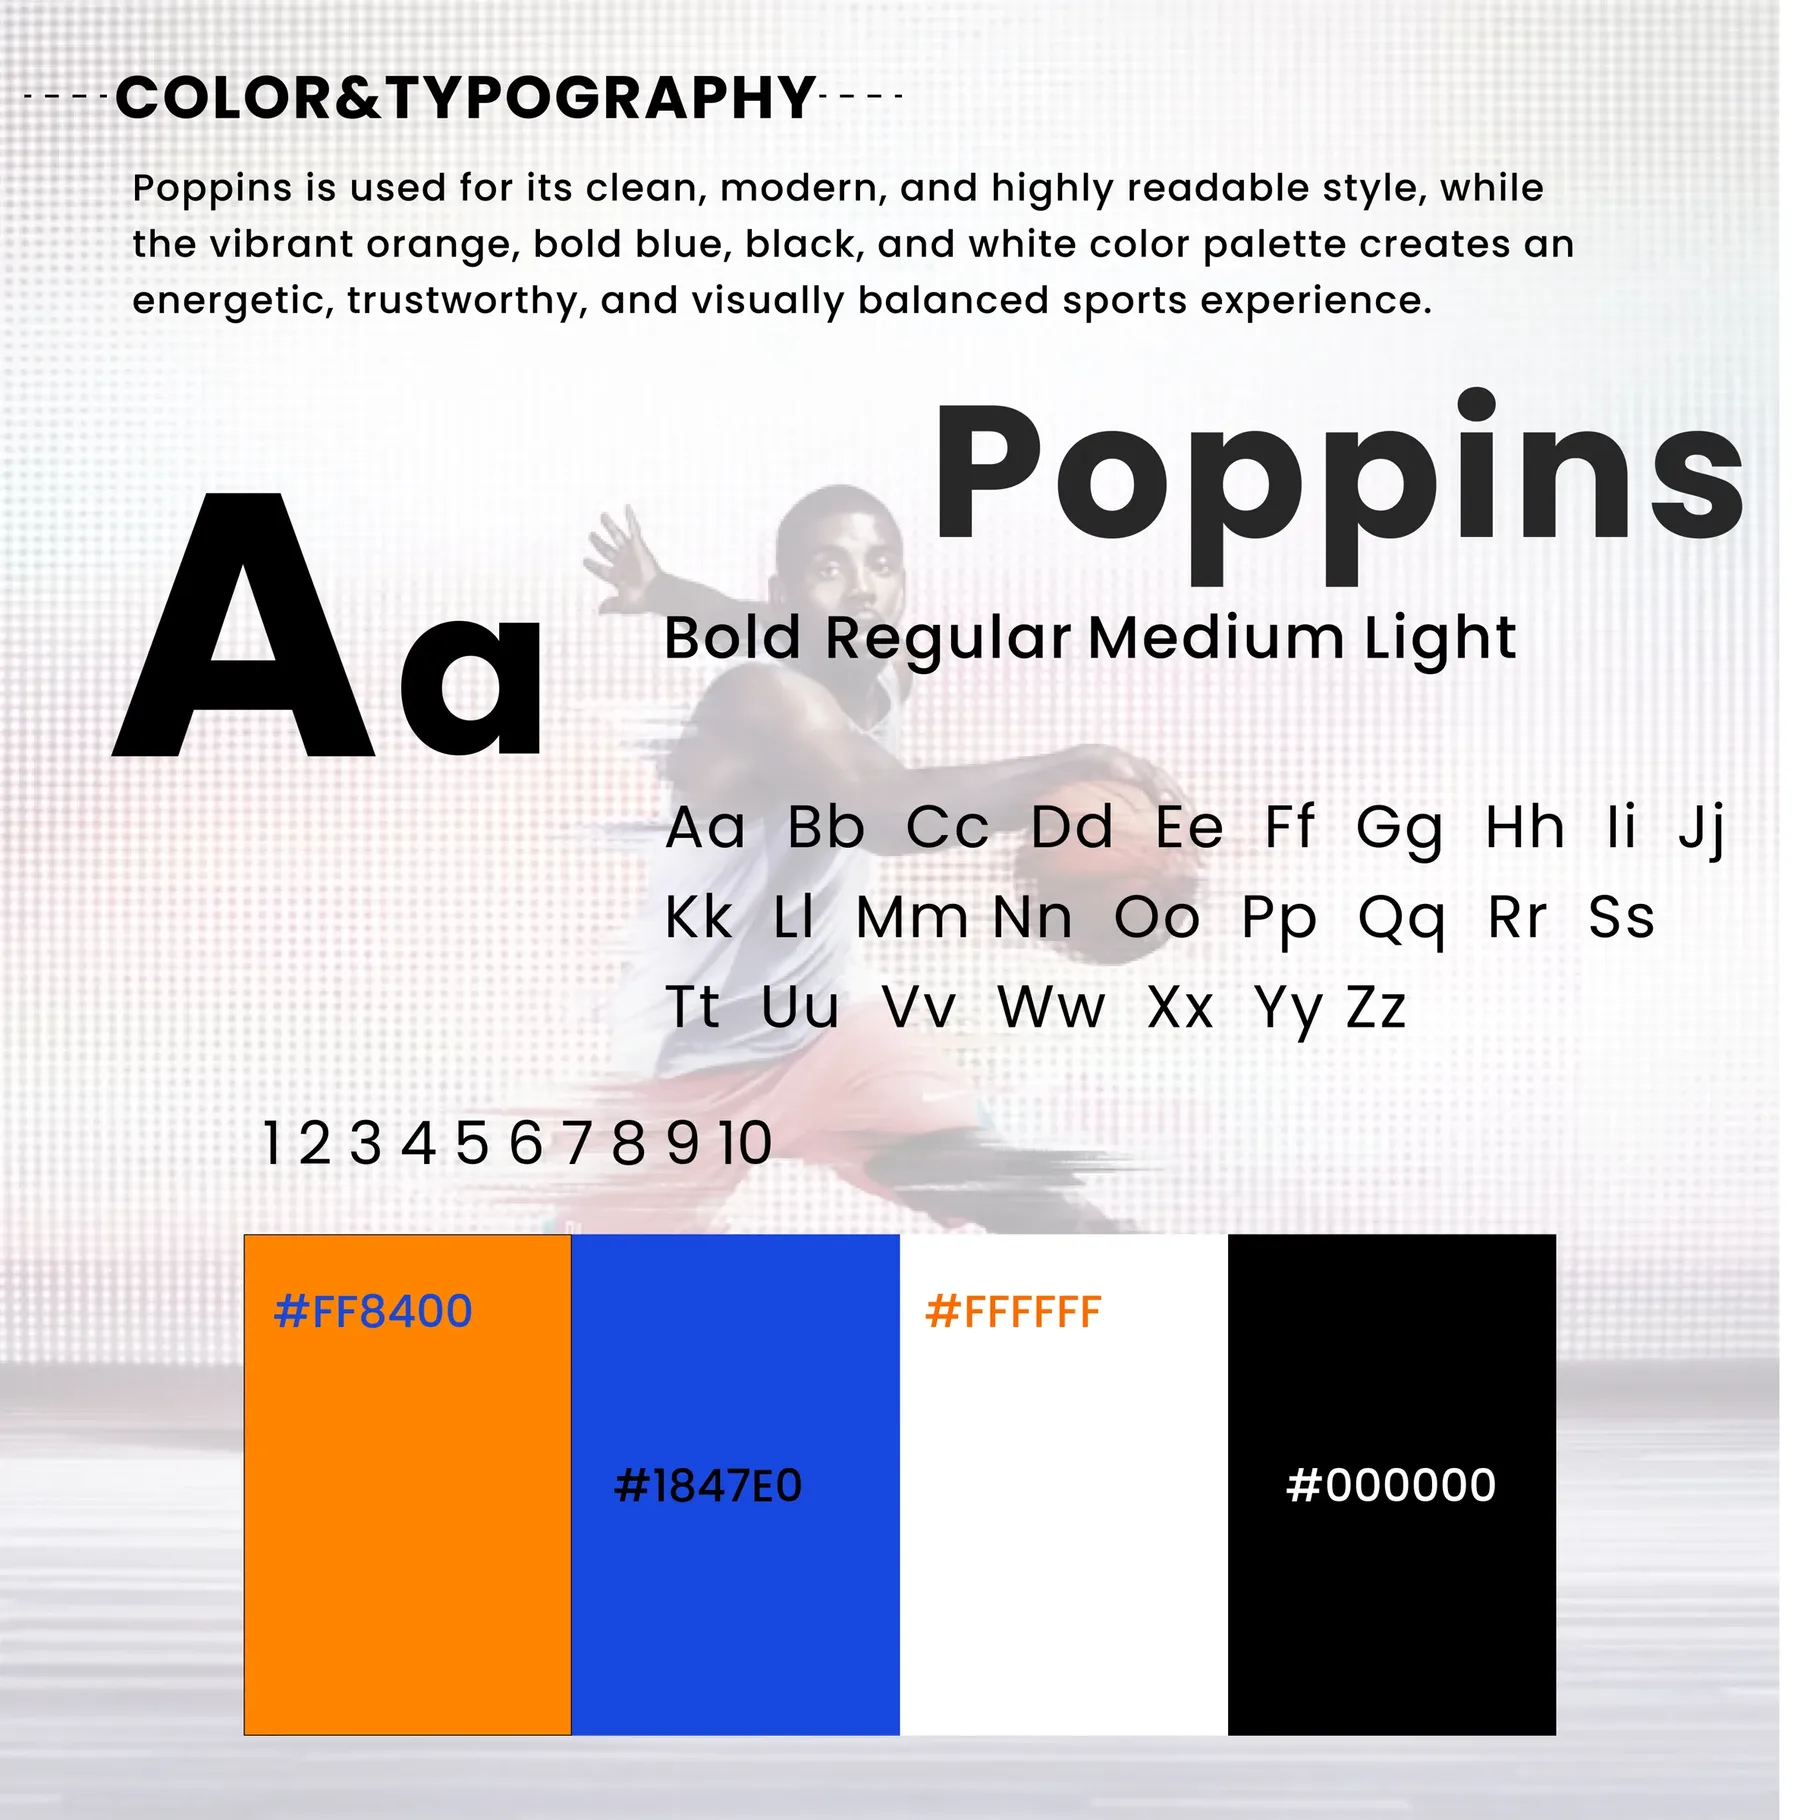 COLOR&TYPOGRAPHY
Poppins is used for its clean, modern, and highly readable style, while
the vibrant orange, bold blue, black, and white color palette creates an
energetic, trustworthy, and visually balanced sports experience.
Poppins
Aa
Bold Regular Medium Light
Aa Bb Cc Dd Ee Ff Gg Hh Ii Jj
Kk Ll Mm Nn Oo Pp Qq Rr Ss
Tt Uu Vv Ww Xx Yy Zz
1 2 3 4 5 6 7 8 9 10
#FF8400
#1847E0
#FFFFFF
#000000